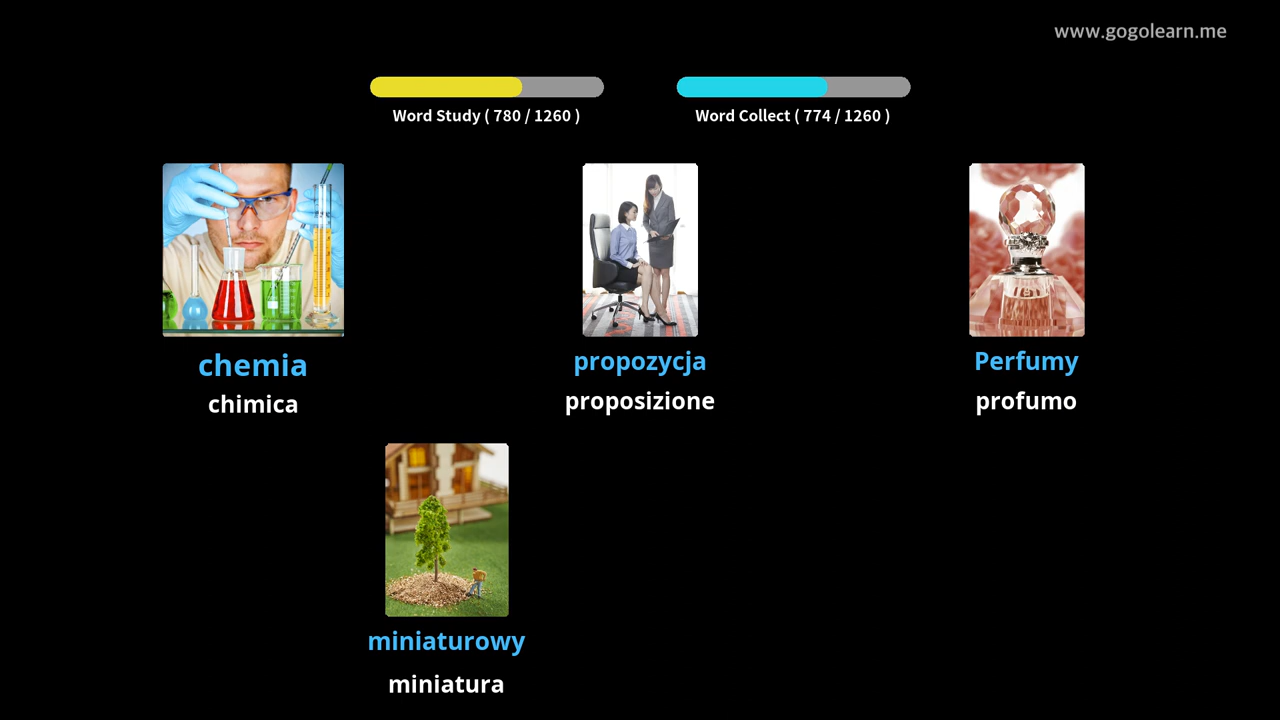 www.gogolearn.me
Word Study ( 780 / 1260 )
Word Collect ( 774 / 1260 )
chemia
propozycja
Perfumy
chimica
proposizione
profumo
miniaturowy
miniatura